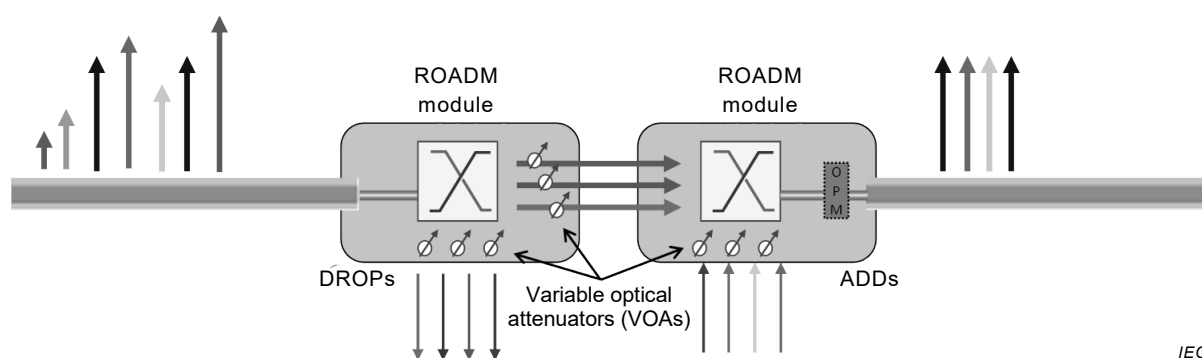 ROADM
module
ROADM
module
O
P
M
DROPs
ADDs
Variable optical
attenuators (VOAs)
IEC